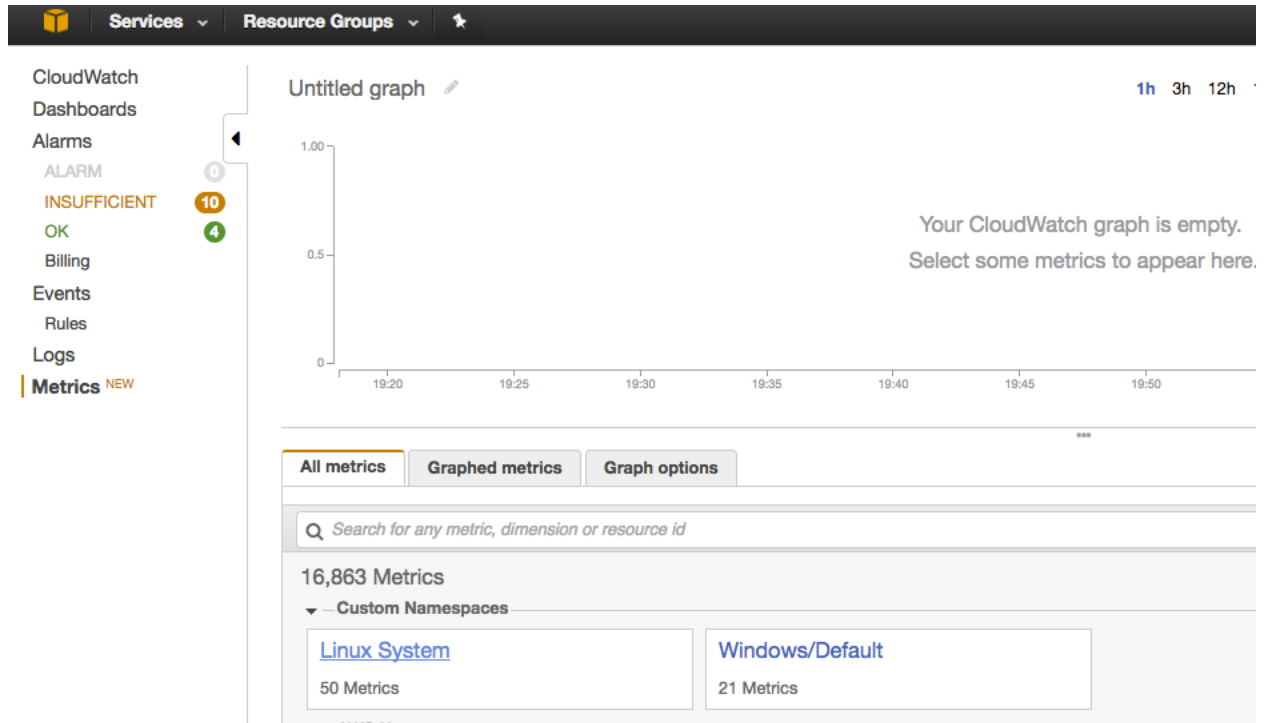 Services Resource Groups
CloudWatch
Dashboards
Alarms
ALARM 0
INSUFFICIENT 10
OK 4
Billing
Events
Rules
Logs
Metrics NEW
Untitled graph
1h 3h 12h
1.00
0.5
0
Your CloudWatch graph is empty.
Select some metrics to appear here.
19:20 19:25 19:30 19:35 19:40 19:45 19:50
All metrics Graphed metrics Graph options
Search for any metric, dimension or resource id
16,863 Metrics
Custom Namespaces
Linux System
50 Metrics
Windows/Default
21 Metrics